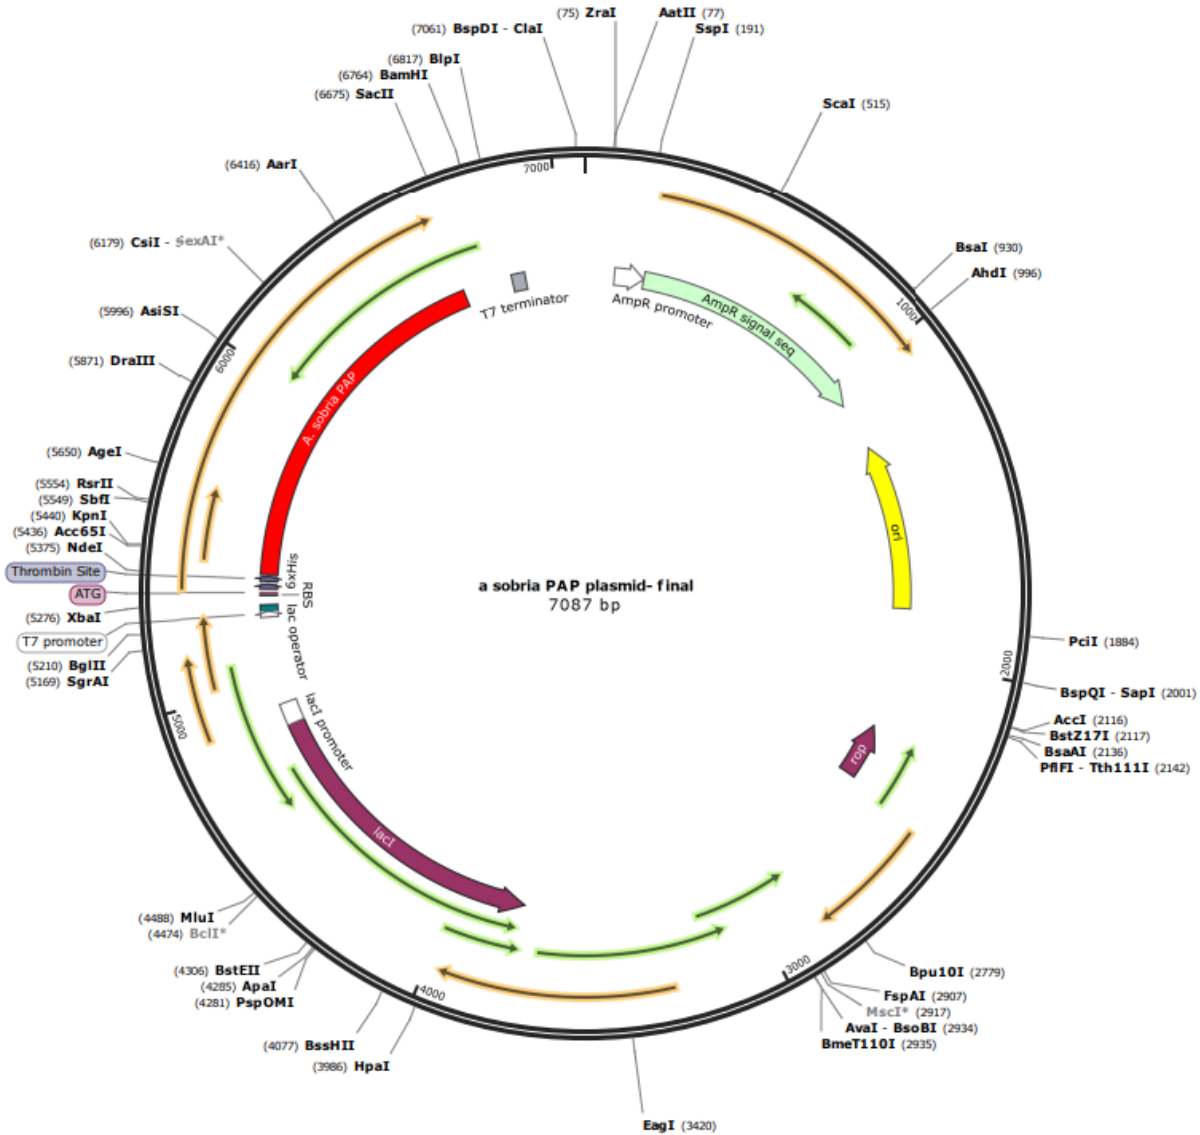 (75) ZraI
AatII (77)
(7061) BspDI - ClaI
SspI (191)
(6817) BlpI
(6764) BamHI
(6675) SacII
ScaI (515)
(6416) AarI
7000
(6179) CsiI - SexAI*
BsaI (930)
AhdI (996)
1000
(5996) AsiSI
(5871) DraIII
6000
T7 terminator
AmpR promoter
AmpR signal seq
A. sobria PAP
(5650) AgeI
(5554) RsrII
(5549) SbfI
(5440) KpnI
(5436) Acc65I
(5375) NdeI
Thrombin Site
ATG
(5276) XbaI
T7 promoter
(5210) BglII
(5169) SgrAI
6xHis
RBS
lac operator
ori
a sobria PAP plasmid- final
7087 bp
PciI (1884)
2000
BspQI - SapI (2001)
AccI (2116)
BstZ17I (2117)
BsaAI (2136)
PflFI - Tth111I (2142)
5000
lacI promoter
rop
lacI
(4488) MluI
(4474) BclI*
(4306) BstEII
(4285) ApaI
(4281) PspOMI
4000
3000
Bpu10I (2779)
FspAI (2907)
MscI* (2917)
AvaI - BsoBI (2934)
BmeT110I (2935)
(4077) BssHII
(3986) HpaI
EagI (3420)